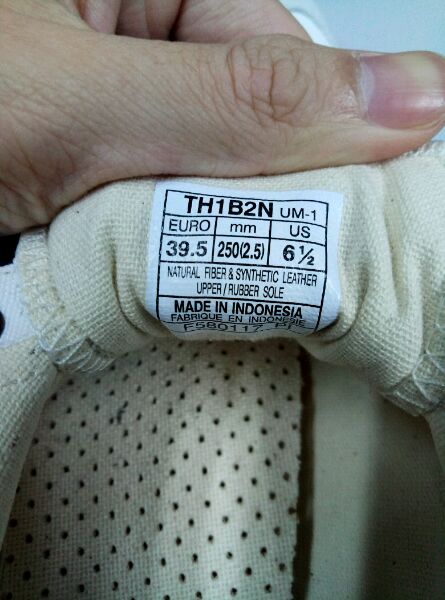 TH1B2N UM-1
EURO mm US
39.5 250(2.5) 6½
NATURAL FIBER & SYNTHETIC LEATHER
UPPER / RUBBER SOLE
MADE IN INDONESIA
FABRIQUE EN INDONESIE